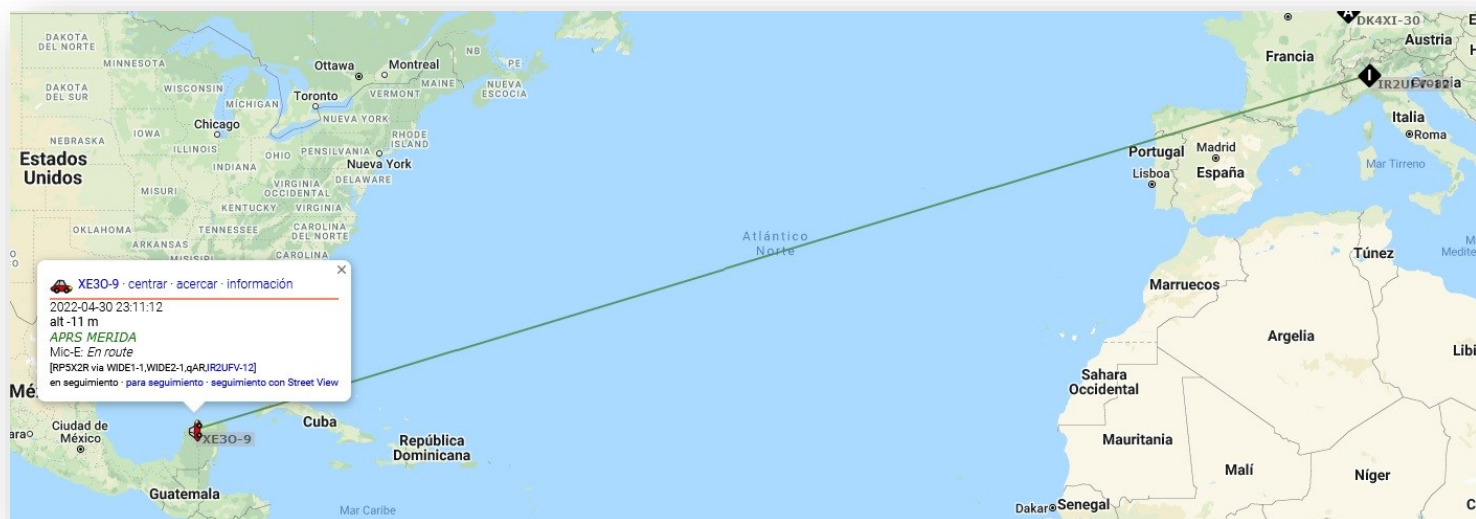 DAKOTA
DEL NORTE
MINNESOTA
DAKOTA
DEL SUR
WISCONSIN
MÍCHIGAN
Ottawa
Montreal
NB
PE
MAINE
NUEVA
ESCOCIA
VERMONT
Toronto
NUEVA YORK
Chicago
IOWA
NEBRASKA
ILLINOIS
INDIANA
OHIO
PENSILVANIA
RHODE
ISLAND
Nueva York
Estados
Unidos
MISURI
VIRGINIA
OCCIDENTAL
DELAWARE
KENTUCKY
VIRGINIA
OKLAHOMA
TENNESSEE
CAROLINA
DEL NORTE
ARKANSAS
MISISIPI
CAROLINA
XE3O-9 · centrar · acercar · información
2022-04-30 23:11:12
alt -11 m
APRS MERIDA
Mic-E: En route
[RP5X2R via WIDE1-1,WIDE2-1,qAR,IR2UFV-12]
en seguimiento · para seguimiento · seguimiento con Street View
Mé
Ciudad de
México
XE3O-9
Cuba
República
Dominicana
Guatemala
Mar Caribe
Atlántico
Norte
DK4XI-30
Francia
Austria
IR2UFV-12
Italia
Roma
Portugal
Lisboa
Madrid
España
Mar Tirreno
Túnez
Marruecos
Argelia
Libi
Sahara
Occidental
Mauritania
Malí
Níger
Dakar
Senegal